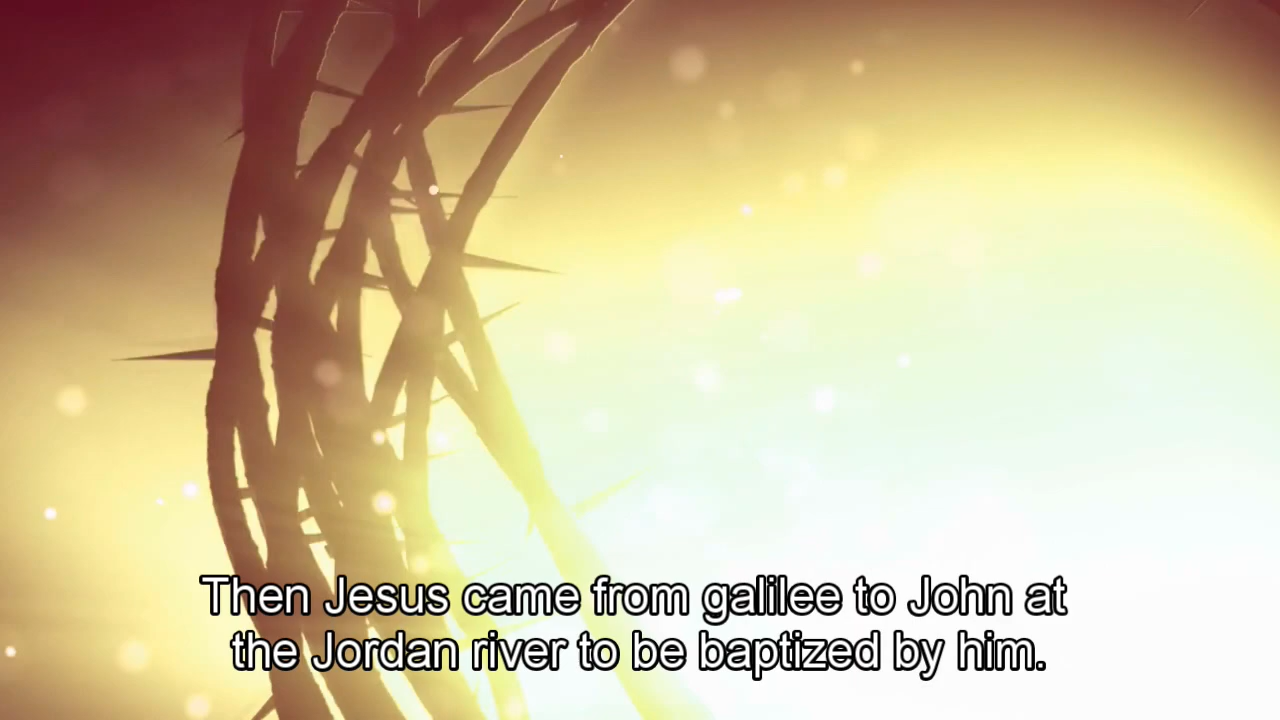 Then Jesus came from galilee to John at
the Jordan river to be baptized by him.